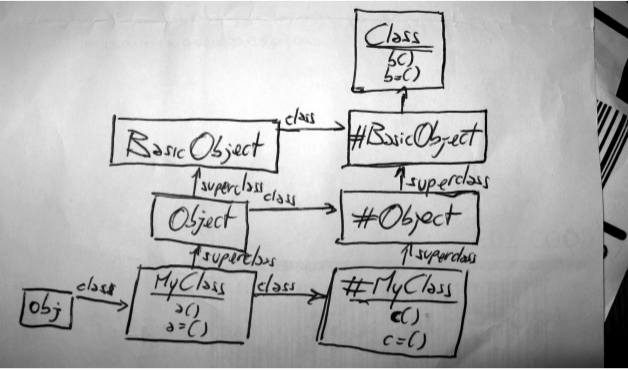 Class
b()
b=()
BasicObject
class
#BasicObject
superclass
superclass
Object
class
#Object
superclass
superclass
obj
class
MyClass
a()
a=()
class
#MyClass
c()
c=()